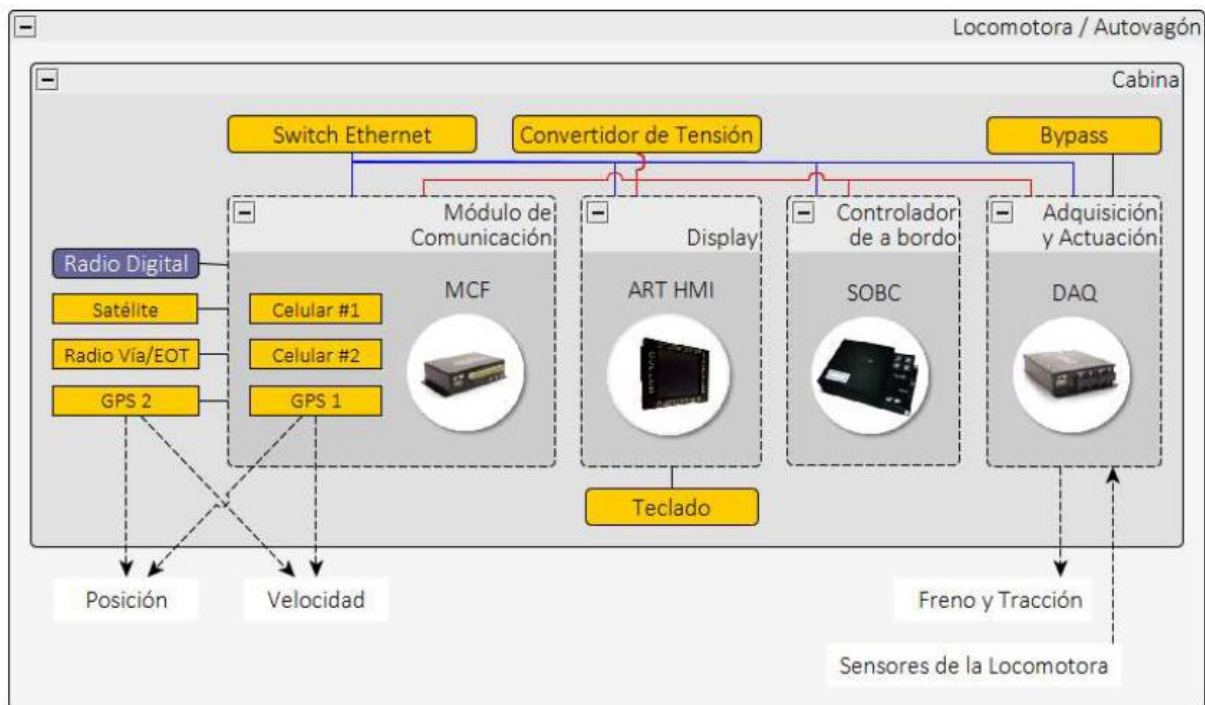 Locomotora / Autovagón
Cabina
Switch Ethernet
Convertidor de Tensión
Bypass
Módulo de
Comunicación
Display
Controlador
de a bordo
Adquisición
y Actuación
Radio Digital
Satélite
Radio Vía/EOT
GPS 2
Celular #1
Celular #2
GPS 1
MCF
ART HMI
SOBC
DAQ
Teclado
Posición
Velocidad
Freno y Tracción
Sensores de la Locomotora